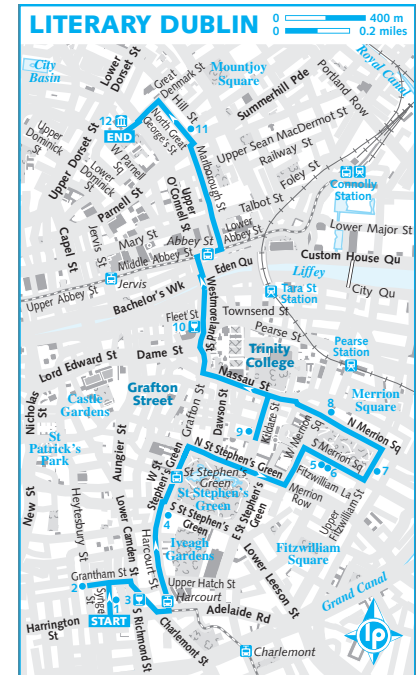 LITERARY DUBLIN
0 400 m
0 0.2 miles
City
Basin
Lower
Dorset St
Great
Denmark St
Mountjoy
Square
Summerhill Pde
Portland Row
Royal Canal
12
END
North Great
George's St
Hill St
11
Upper
Dominick
St
Upper Dorset St
W Parnell
Sq
Lower
Dominick
St
Parnell St
Marlborough St
Upper Sean MacDermot St
Railway St
Foley St
Talbot St
Connolly
Station
Upper
O'Connell St
Capel St
Jervis St
Mary St
Abbey St
Lower
Abbey St
Lower Major St
Middle Abbey St
Eden Qu
Custom House Qu
Upper Abbey St
Jervis
Liffey
City Qu
Bachelor's Wk
Westmoreland St
Tara St
Station
Fleet St
10
Townsend St
Pearse St
Lord Edward St
Dame St
Trinity
College
Pearse
Station
Nassau St
Grafton
Street
Castle
Gardens
Nicholas
St
St
Patrick's
Park
Aungier St
Grafton St
Dawson St
Kildare St
9
8
Merrion
Square
N Merrion Sq
W Merrion
Sq
S Merrion Sq
5
6
7
W St
Stephen's Green
N St Stephen's Green
St Stephen's
Green
St Stephen's
Green
Fitzwilliam La
Merrion
Row
Upper
Fitzwilliam St
New St
Heytesbury St
Lower Camden St
4
S St Stephen's
Green
E St Stephen's
Green
Iveagh
Gardens
Harcourt St
Lower Leeson St
Fitzwilliam
Square
Grantham St
2
Synge
St
1
3
START
Upper Hatch St
Harcourt
Adelaide Rd
Grand Canal
Harrington
St
S Richmond St
Charlemont St
Charlemont
lp